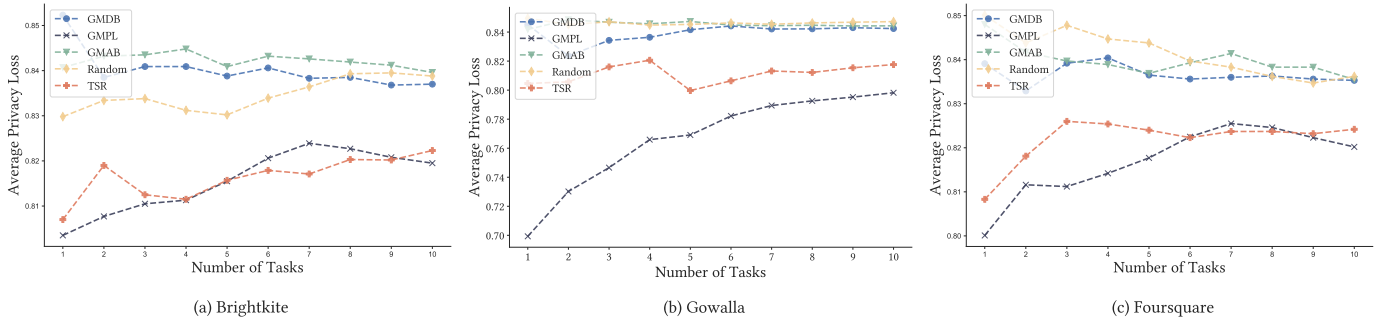 Average Privacy Loss
0.85
0.84
0.83
0.82
0.81
GMDB
GMPL
GMAB
Random
TSR
1 2 3 4 5 6 7 8 9 10
Number of Tasks
(a) Brightkite
Average Privacy Loss
0.84
0.82
0.80
0.78
0.76
0.74
0.72
0.70
GMDB
GMPL
GMAB
Random
TSR
1 2 3 4 5 6 7 8 9 10
Number of Tasks
(b) Gowalla
Average Privacy Loss
0.85
0.84
0.83
0.82
0.81
0.80
GMDB
GMPL
GMAB
Random
TSR
1 2 3 4 5 6 7 8 9 10
Number of Tasks
(c) Foursquare